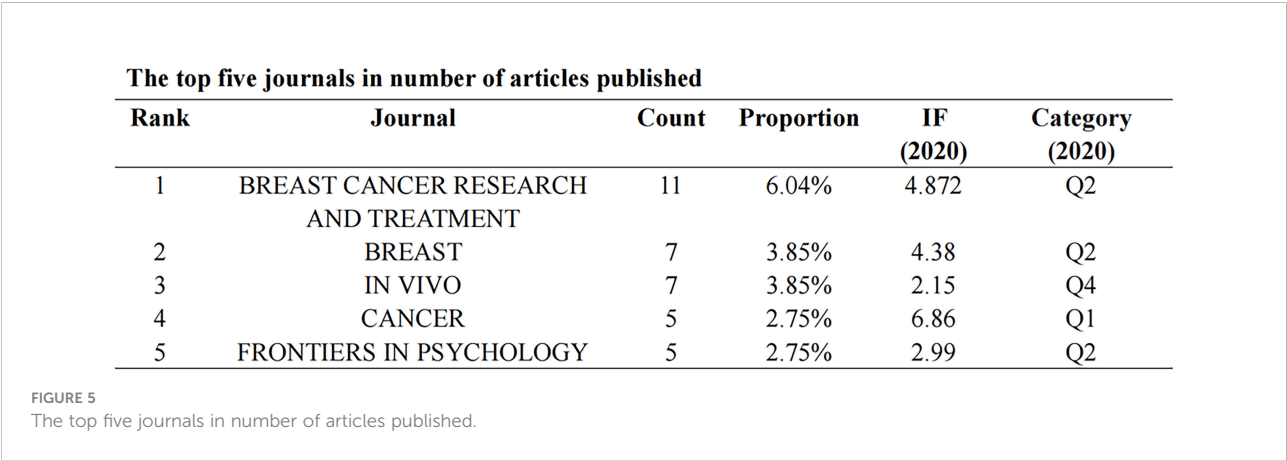 The top five journals in number of articles published
Rank Journal Count Proportion IF Category
(2020) (2020)
1 BREAST CANCER RESEARCH 11 6.04% 4.872 Q2
AND TREATMENT
2 BREAST 7 3.85% 4.38 Q2
3 IN VIVO 7 3.85% 2.15 Q4
4 CANCER 5 2.75% 6.86 Q1
5 FRONTIERS IN PSYCHOLOGY 5 2.75% 2.99 Q2
FIGURE 5
The top five journals in number of articles published.